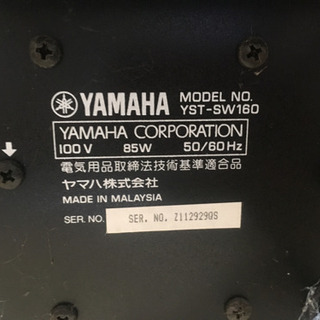 YAMAHA MODEL NO. YST-SW160
YAMAHA CORPORATION
100V 85W 50/60Hz
電気用品取締法技術基準適合品
ヤマハ株式会社
MADE IN MALAYSIA
SER. NO. SER. NO. Z112929QS